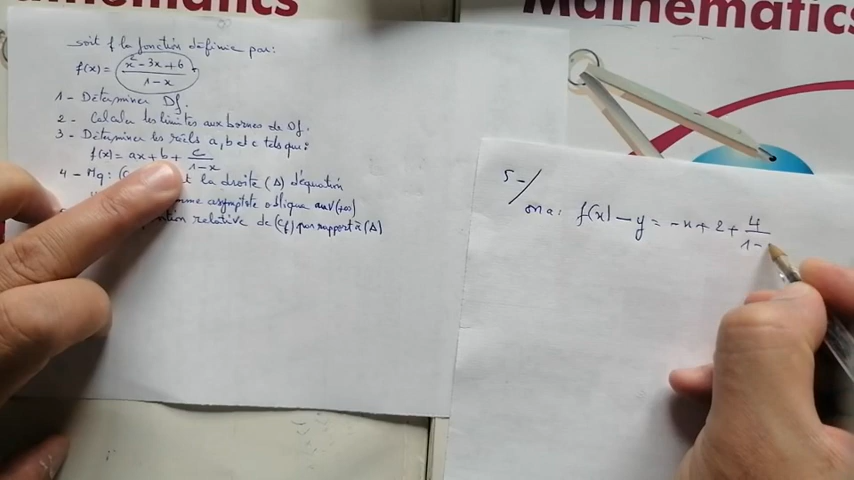 Mathematics
soit f la fonction définie par:
f(x) = x² - 3x + 6 / 1 - x
1 - Déterminer Df.
2 - Calculer les limites aux bornes de Df.
3 - Déterminer les réels a, b et c tels que:
f(x) = ax + b + c / 1 - x
4 - Mq: (C la droite (Δ) d'équation
asymptote oblique au V(+∞)
relative de (Cf) par rapport à (Δ)
5 -/
on a: f(x) - y = -x + 2 + 4 / 1 -